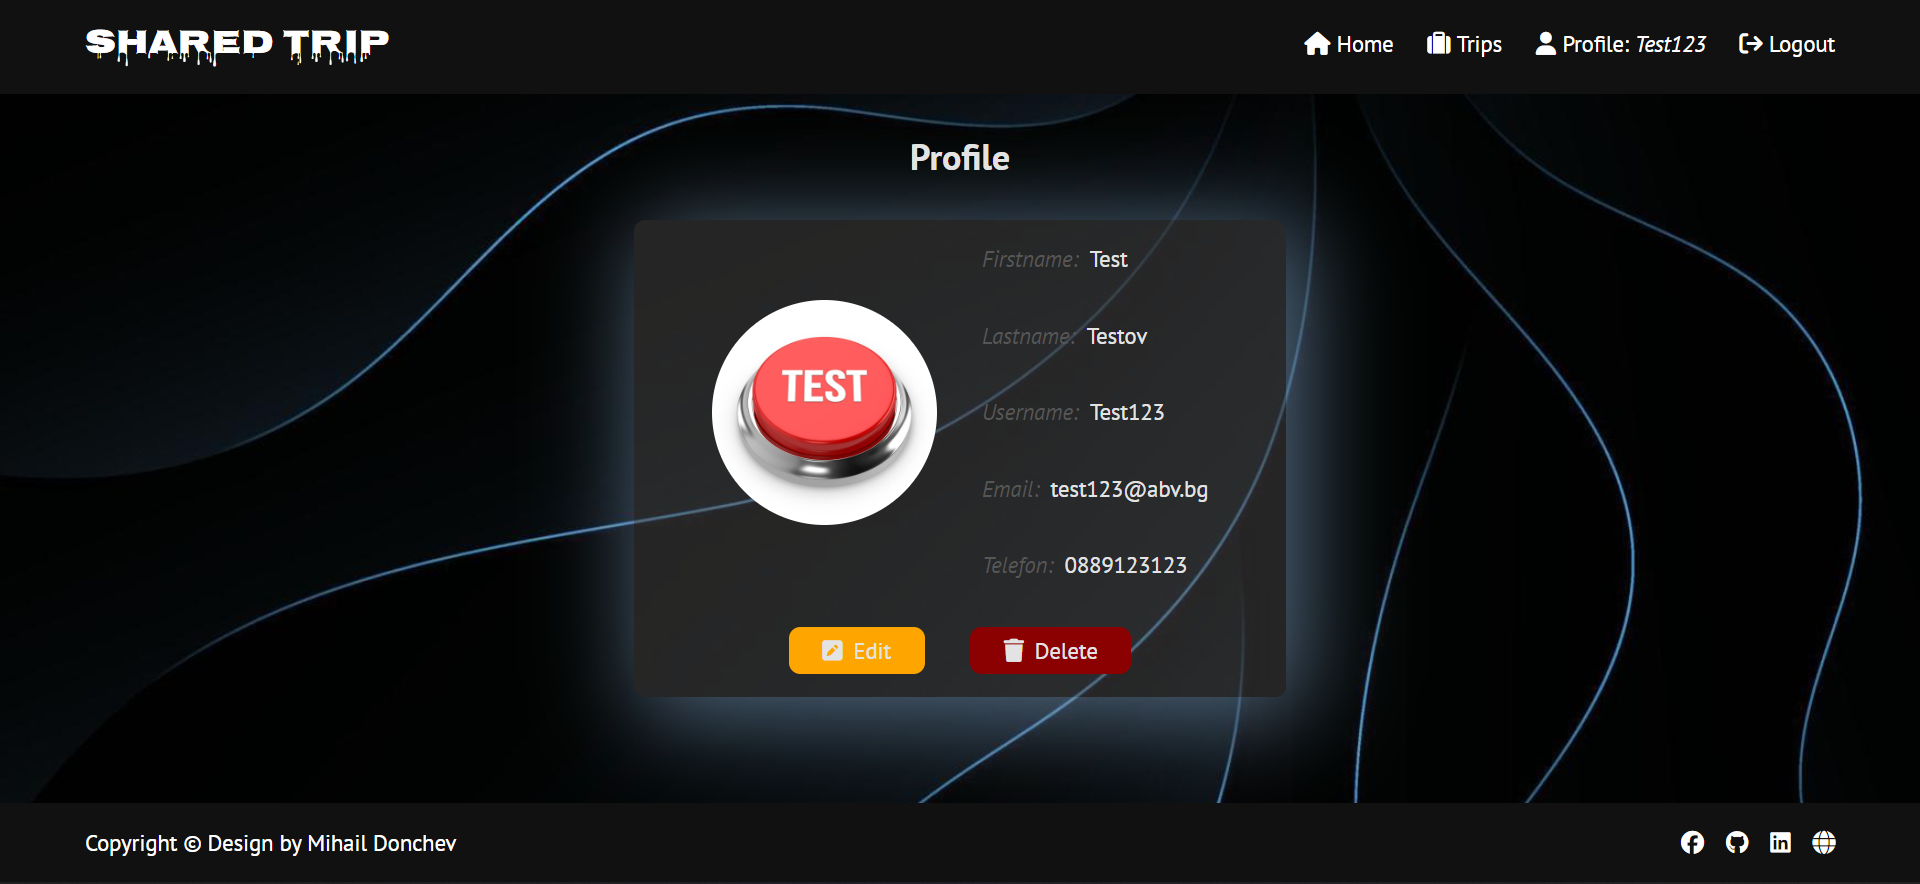 SHARED TRIP
Home Trips Profile: Test123 Logout
Profile
TEST
Firstname: Test
Lastname: Testov
Username: Test123
Email: test123@abv.bg
Telefon: 0889123123
Edit Delete
Copyright © Design by Mihail Donchev